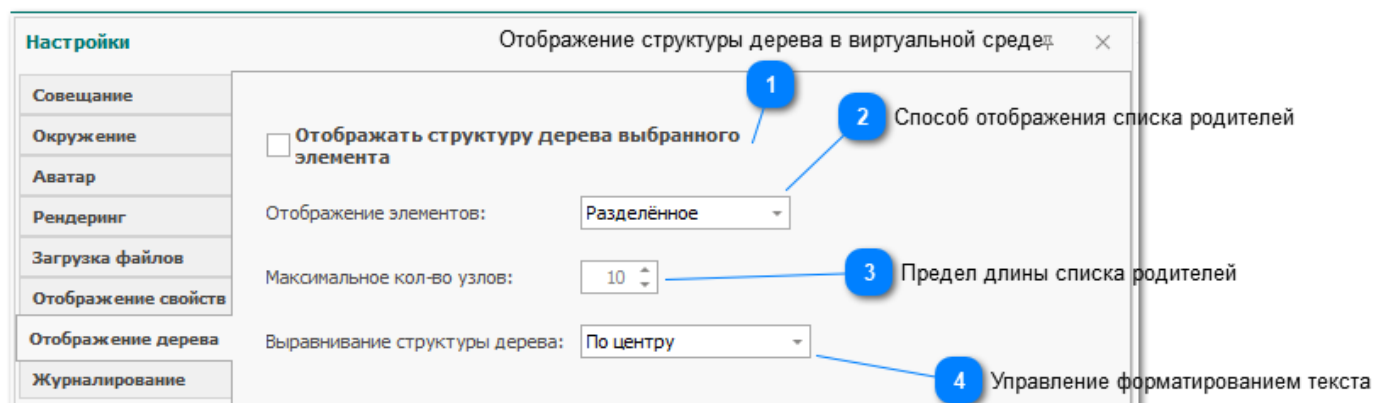 Настройки
Отображение структуры дерева в виртуальной среде
1
2 Способ отображения списка родителей
Совещание
Окружение
Аватар
Рендеринг
Загрузка файлов
Отображение свойств
Отображение дерева
Журналирование
Отображать структуру дерева выбранного
элемента
Отображение элементов: Разделённое
Максимальное кол-во узлов: 10
3 Предел длины списка родителей
Выравнивание структуры дерева: По центру
4 Управление форматированием текста